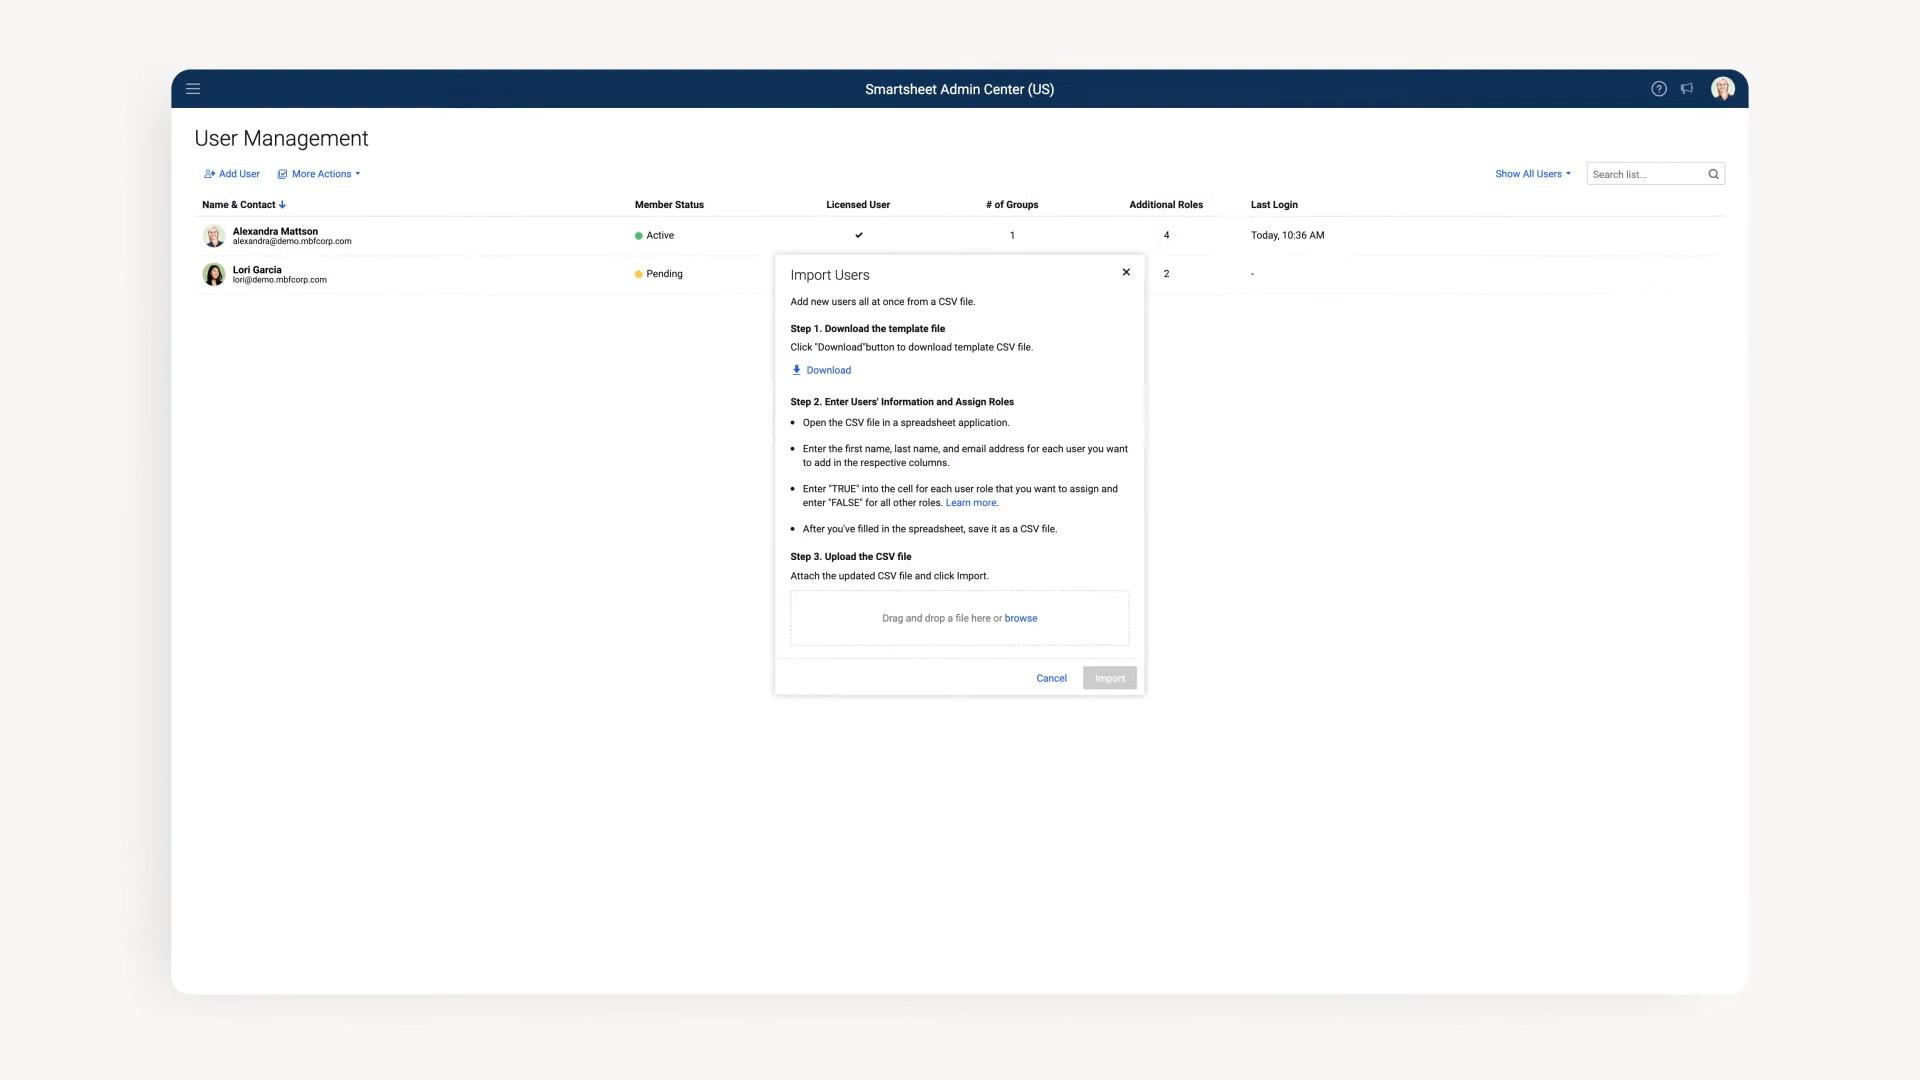 Smartsheet Admin Center (US)
User Management
Add User
More Actions
Show All Users
Search list...
Name & Contact
Member Status
Licensed User
# of Groups
Additional Roles
Last Login
Alexandra Mattson
alexandra@demo.mbfcorp.com
Active
1
4
Today, 10:36 AM
Lori Garcia
lori@demo.mbfcorp.com
Pending
2
-
Import Users
Add new users all at once from a CSV file.
Step 1. Download the template file
Click "Download"button to download template CSV file.
Download
Step 2. Enter Users' Information and Assign Roles
Open the CSV file in a spreadsheet application.
Enter the first name, last name, and email address for each user you want
to add in the respective columns.
Enter "TRUE" into the cell for each user role that you want to assign and
enter "FALSE" for all other roles. Learn more.
After you've filled in the spreadsheet, save it as a CSV file.
Step 3. Upload the CSV file
Attach the updated CSV file and click Import.
Drag and drop a file here or browse
Cancel
Import